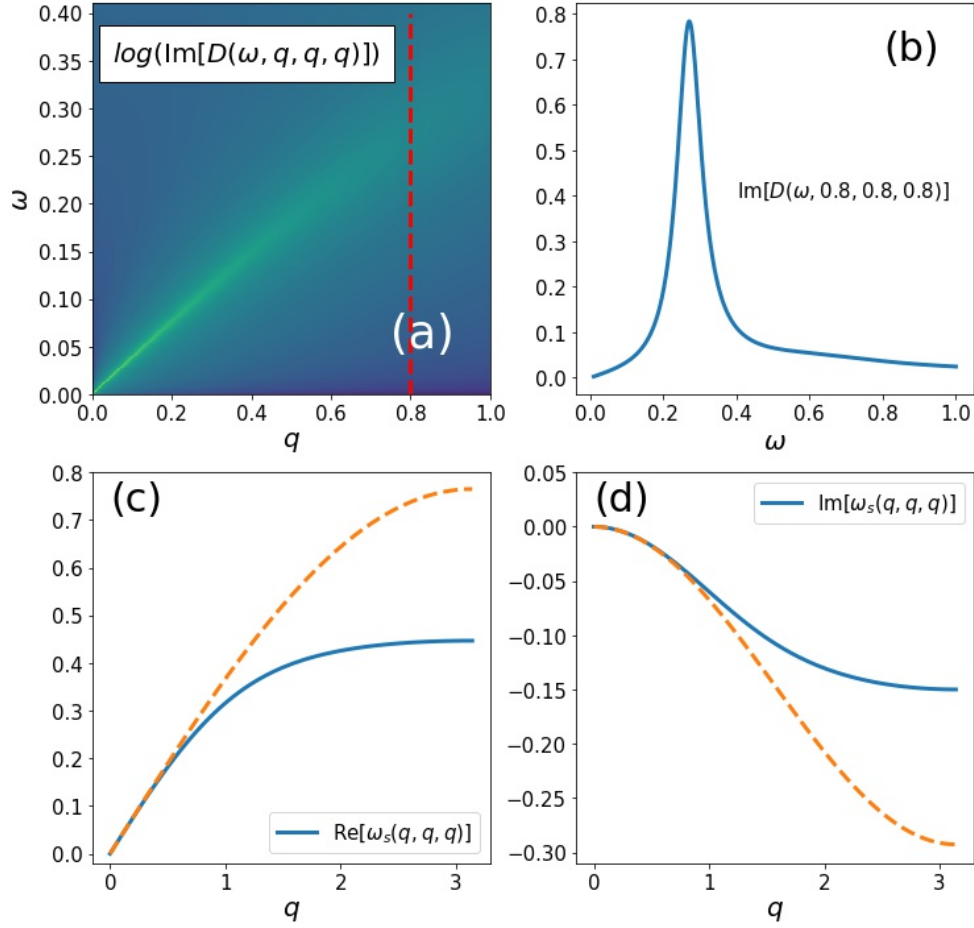 log(Im[D(ω, q, q, q)])
(a)
0.40
0.35
0.30
0.25
0.20
0.15
0.10
0.05
0.00
ω
0.0 0.2 0.4 0.6 0.8 1.0
q
(b)
Im[D(ω, 0.8, 0.8, 0.8)]
0.8
0.7
0.6
0.5
0.4
0.3
0.2
0.1
0.0
0.0 0.2 0.4 0.6 0.8 1.0
ω
(c)
0.8
0.7
0.6
0.5
0.4
0.3
0.2
0.1
0.0
Re[ωₛ(q, q, q)]
0 1 2 3
q
(d)
Im[ωₛ(q, q, q)]
0.05
0.00
−0.05
−0.10
−0.15
−0.20
−0.25
−0.30
0 1 2 3
q